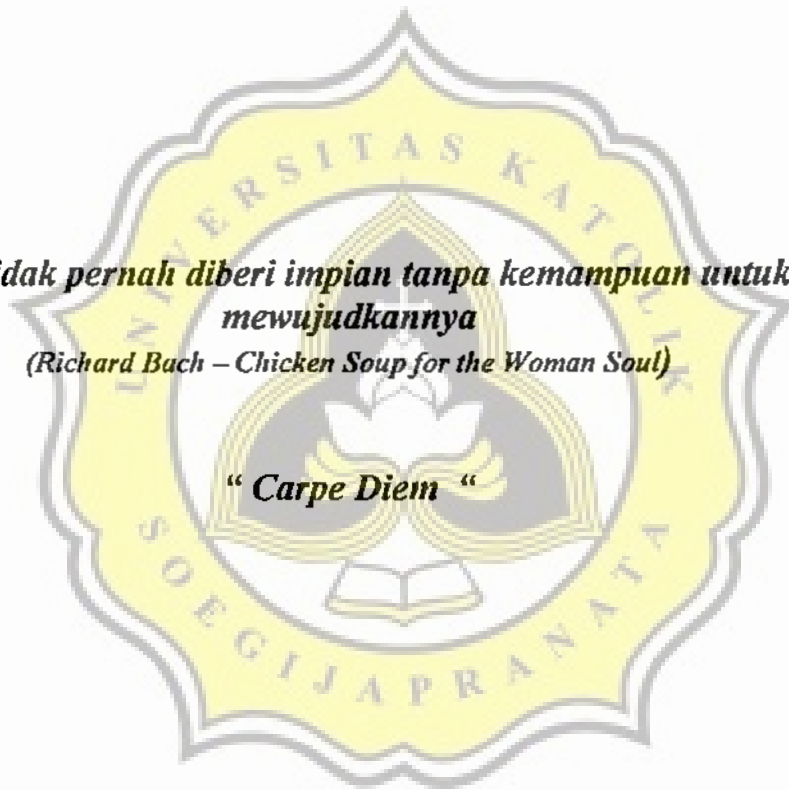 UNIVERSITAS KATOLIK
idak pernah diberi impian tanpa kemampuan untuk
mewujudkannya
(Richard Bach – Chicken Soup for the Woman Soul)
“ Carpe Diem “
SOEGIJAPRANATA